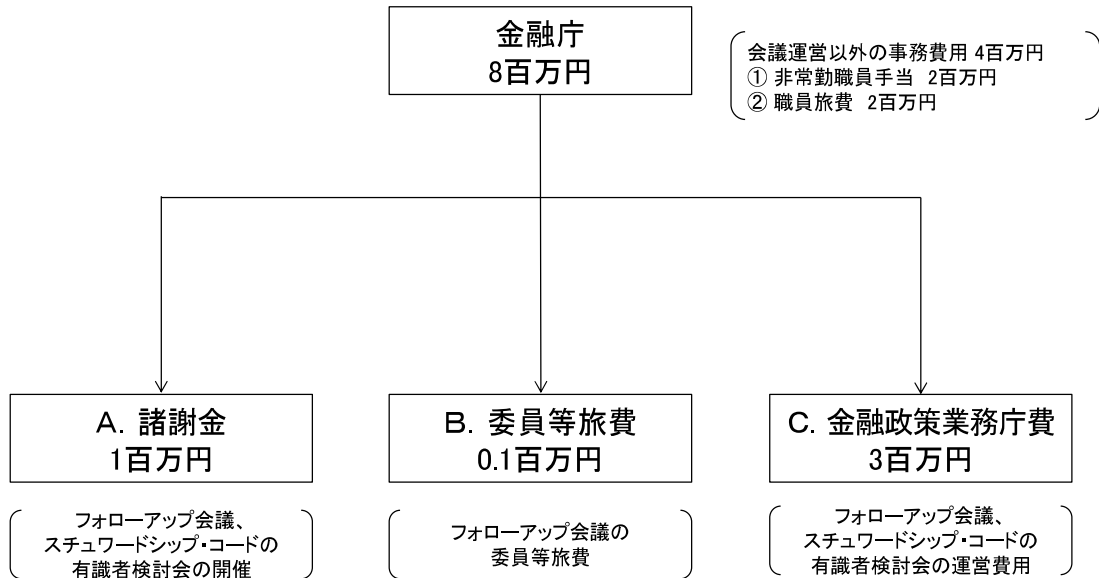 金融庁
8百万円
会議運営以外の事務費用 4百万円
① 非常勤職員手当 2百万円
② 職員旅費 2百万円
A. 諸謝金
1百万円
フォローアップ会議、
スチュワードシップ・コードの
有識者検討会の開催
B. 委員等旅費
0.1百万円
フォローアップ会議の
委員等旅費
C. 金融政策業務庁費
3百万円
フォローアップ会議、
スチュワードシップ・コードの
有識者検討会の運営費用